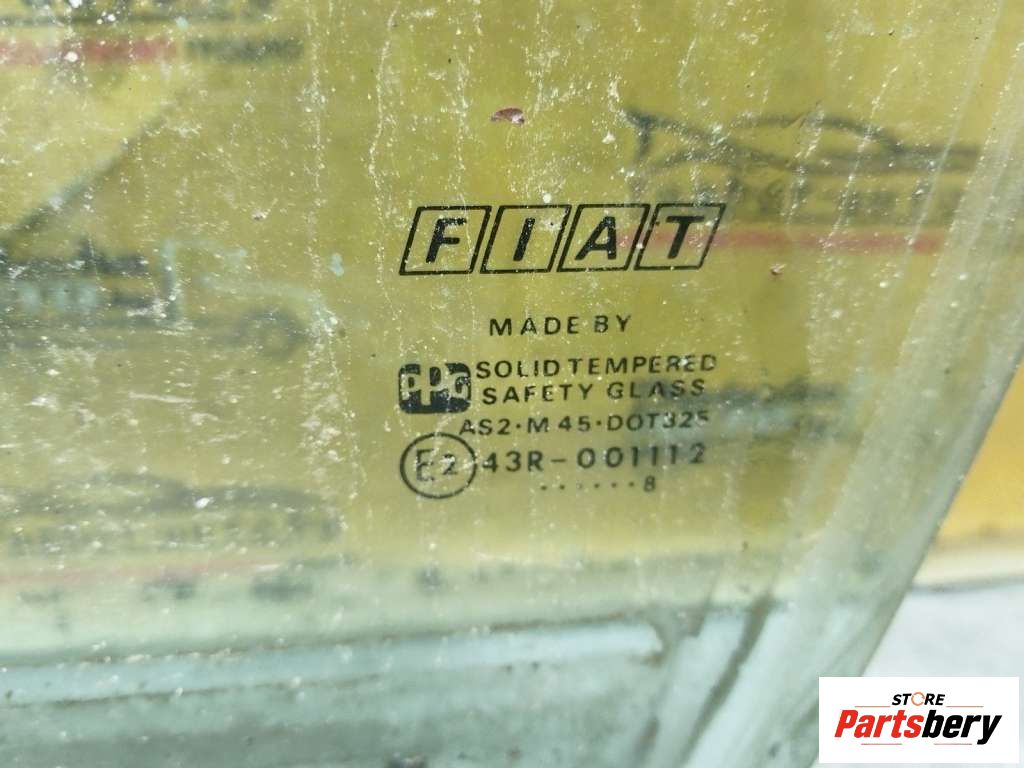 FIAT
MADE BY
PPG SOLID TEMPERED
SAFETY GLASS
AS2·M 45·DOT325
E2 43R-001112
······8
STORE
Partsbery